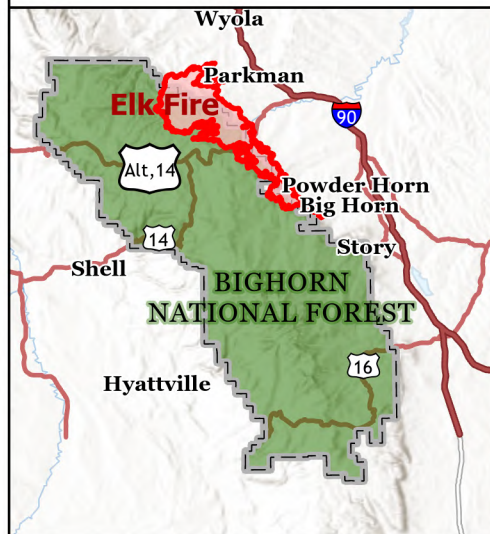 Wyola
Parkman
Elk Fire
90
Alt,14
Powder Horn
Big Horn
14
Story
Shell
BIGHORN
NATIONAL FOREST
16
Hyattville